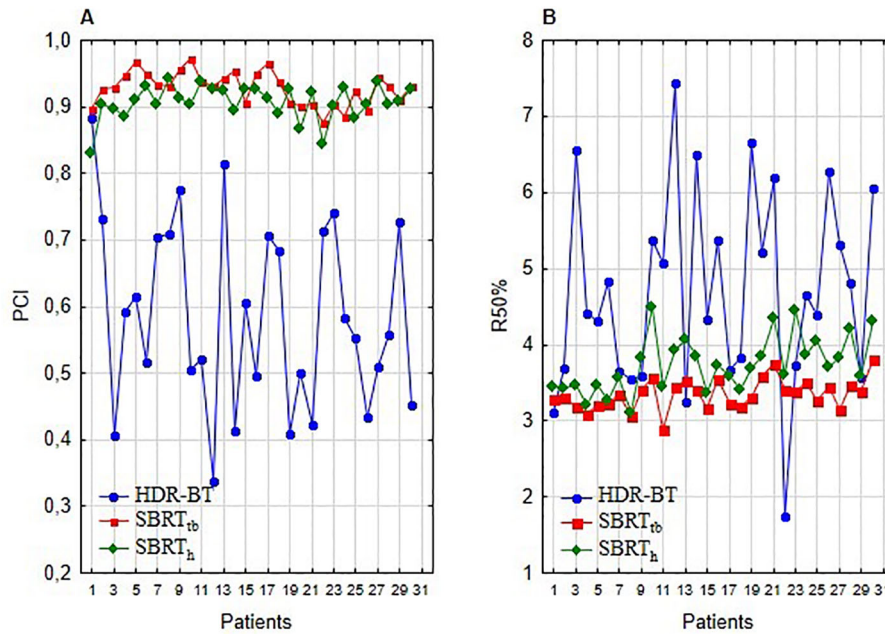 A
1,0
0,9
0,8
0,7
0,6
0,5
0,4
0,3
0,2
PCI
HDR-BT
SBRTtb
SBRTh
1 3 5 7 9 11 13 15 17 19 21 23 25 27 29 31
Patients
B
8
7
6
5
4
3
2
1
R50%
HDR-BT
SBRTtb
SBRTh
1 3 5 7 9 11 13 15 17 19 21 23 25 27 29 31
Patients